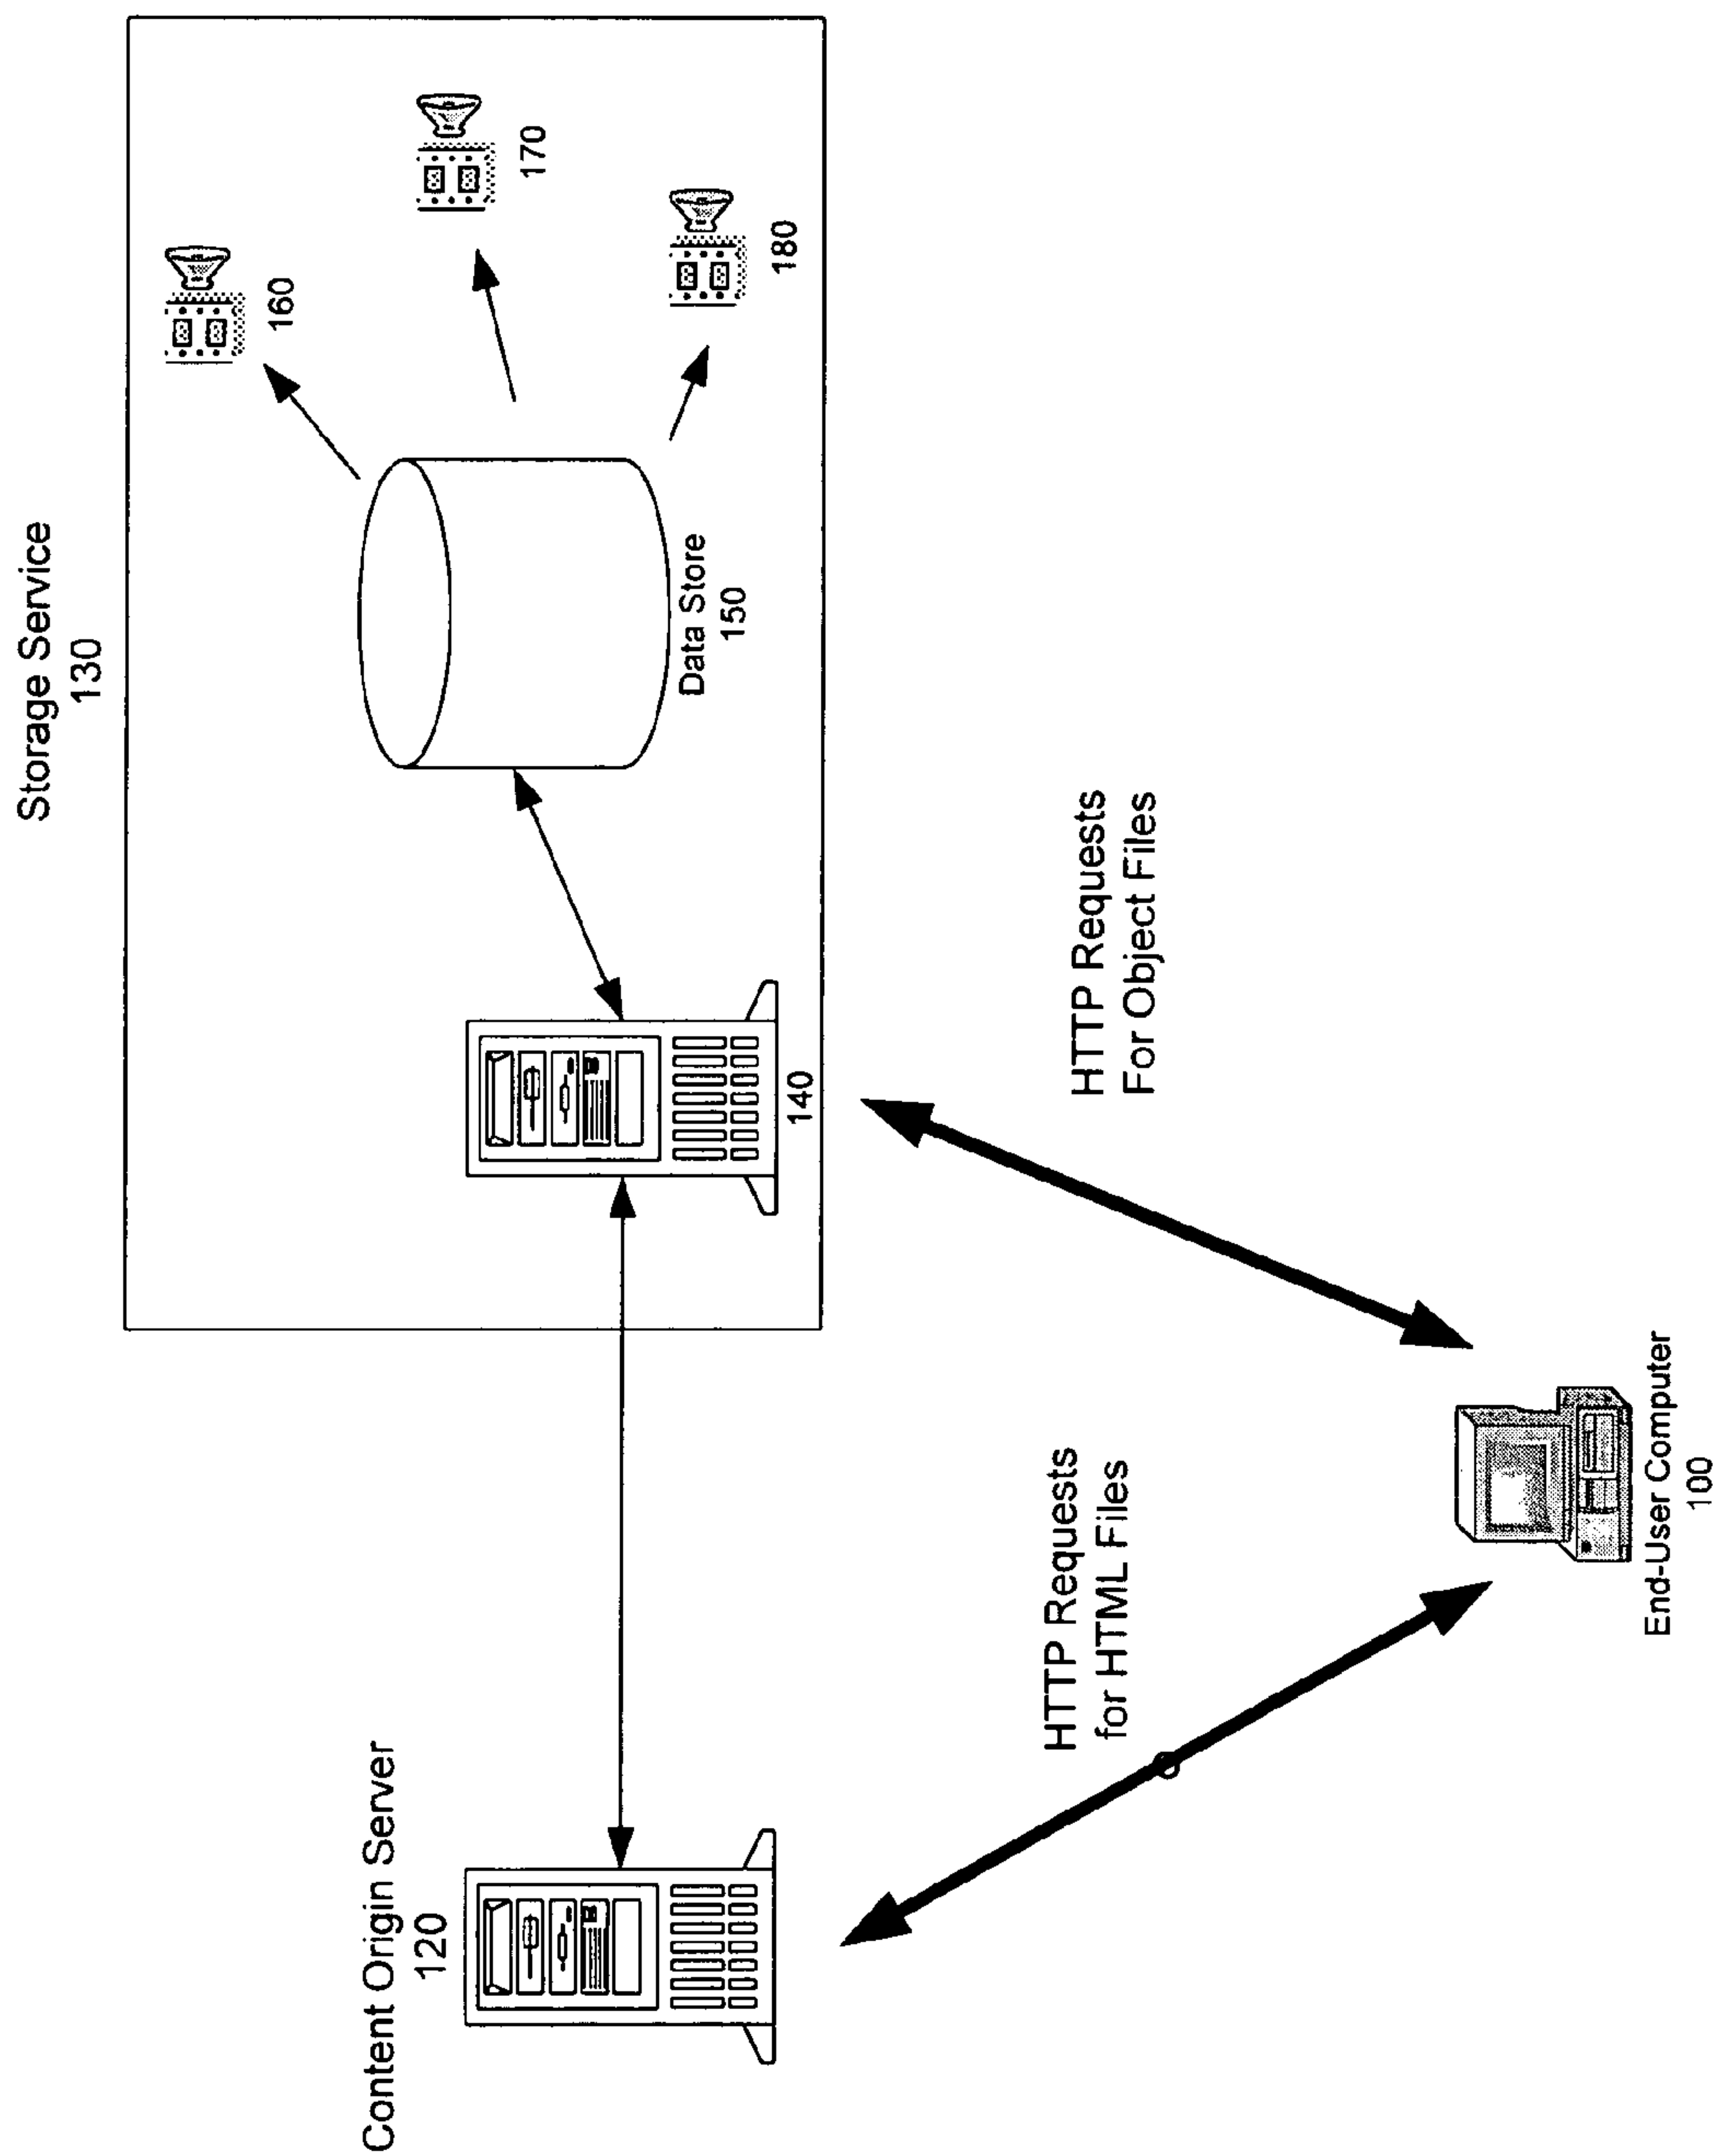 Storage Service
130
160
170
180
Data Store
150
140
Content Origin Server
120
HTTP Requests
for HTML Files
HTTP Requests
For Object Files
End-User Computer
100